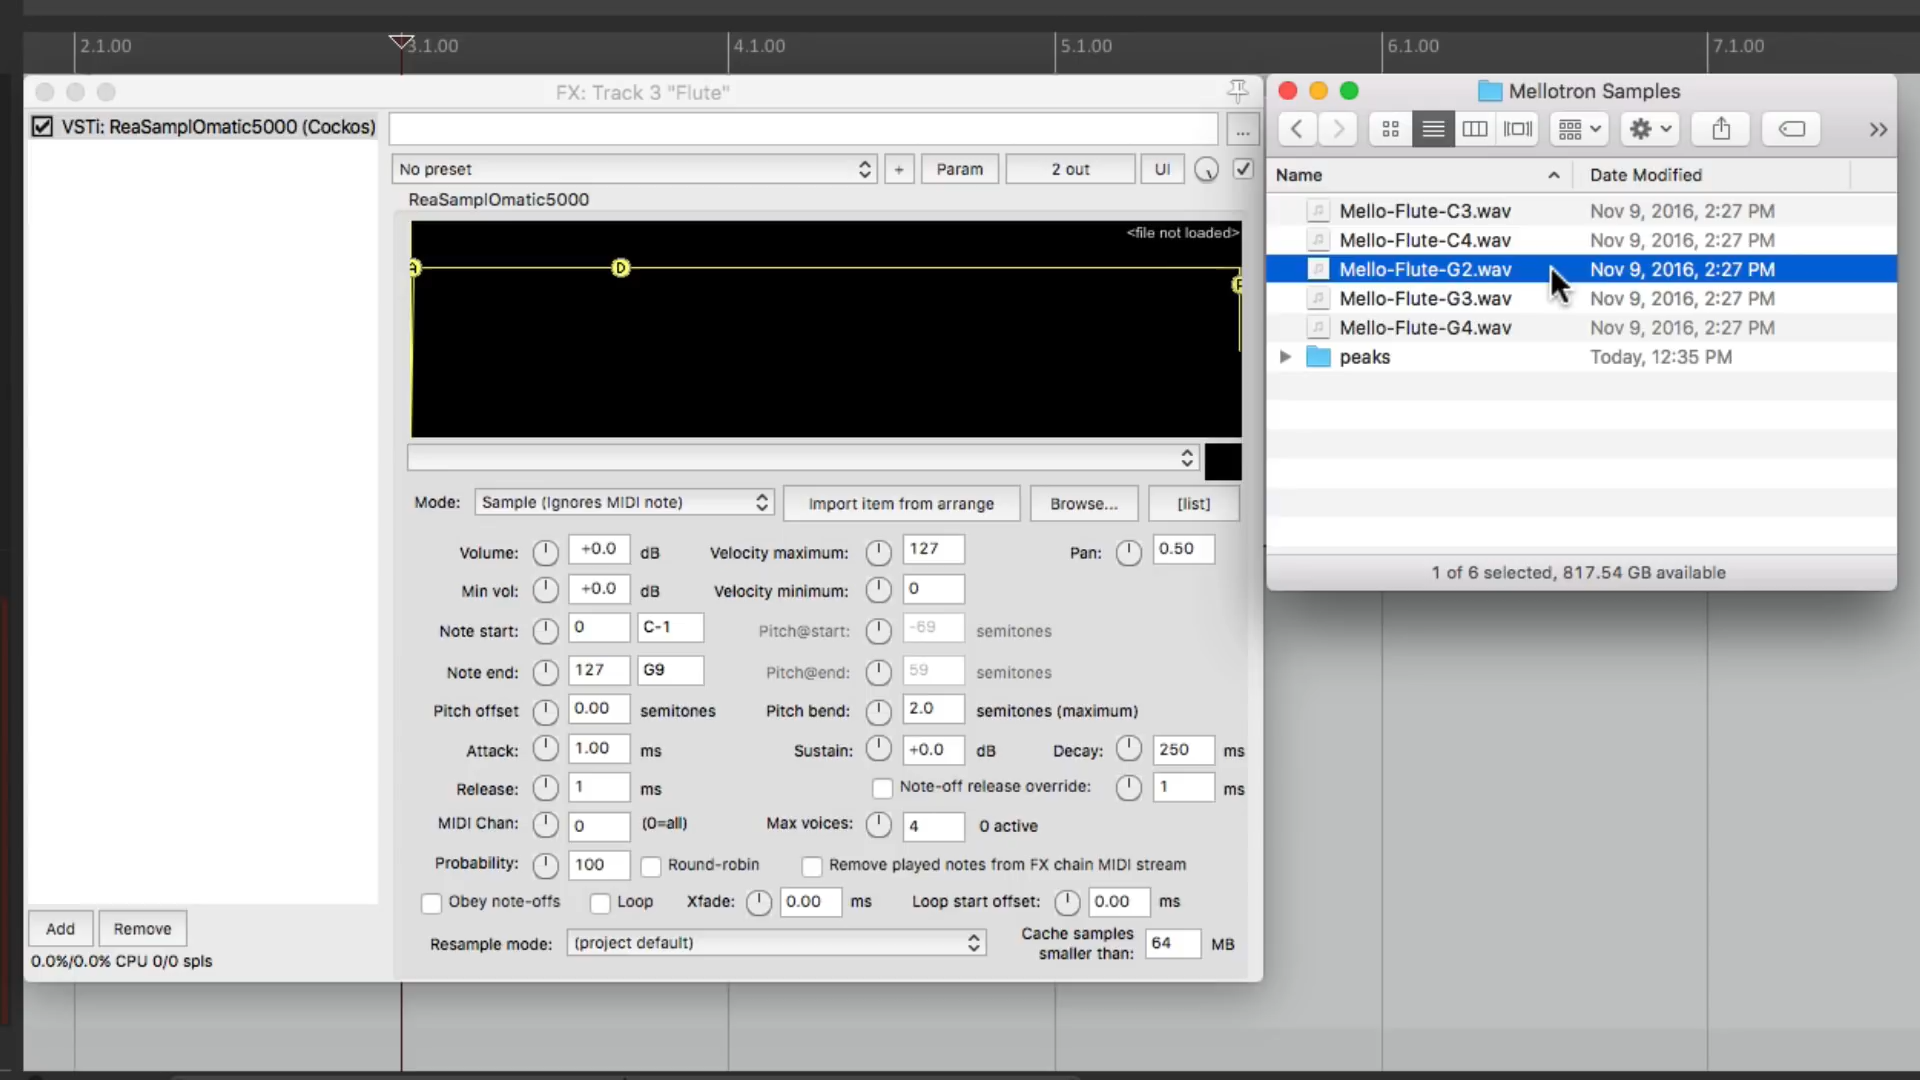 2.1.00 3.1.00 4.1.00 5.1.00 6.1.00 7.1.00
FX: Track 3 "Flute"
VSTi: ReaSamplOmatic5000 (Cockos)
...
No preset + Param 2 out UI
ReaSamplOmatic5000
<file not loaded>
A D
Mode: Sample (Ignores MIDI note) Import item from arrange Browse... [list]
Volume: +0.0 dB Velocity maximum: 127 Pan: 0.50
Min vol: +0.0 dB Velocity minimum: 0
Note start: 0 C-1 Pitch@start: -69 semitones
Note end: 127 G9 Pitch@end: 59 semitones
Pitch offset 0.00 semitones Pitch bend: 2.0 semitones (maximum)
Attack: 1.00 ms Sustain: +0.0 dB Decay: 250 ms
Release: 1 ms Note-off release override: 1 ms
MIDI Chan: 0 (0=all) Max voices: 4 0 active
Probability: 100 Round-robin Remove played notes from FX chain MIDI stream
Obey note-offs Loop Xfade: 0.00 ms Loop start offset: 0.00 ms
Resample mode: (project default) Cache samples smaller than: 64 MB
Add Remove
0.0%/0.0% CPU 0/0 spls
Mellotron Samples
Name Date Modified
Mello-Flute-C3.wav Nov 9, 2016, 2:27 PM
Mello-Flute-C4.wav Nov 9, 2016, 2:27 PM
Mello-Flute-G2.wav Nov 9, 2016, 2:27 PM
Mello-Flute-G3.wav Nov 9, 2016, 2:27 PM
Mello-Flute-G4.wav Nov 9, 2016, 2:27 PM
peaks Today, 12:35 PM
1 of 6 selected, 817.54 GB available